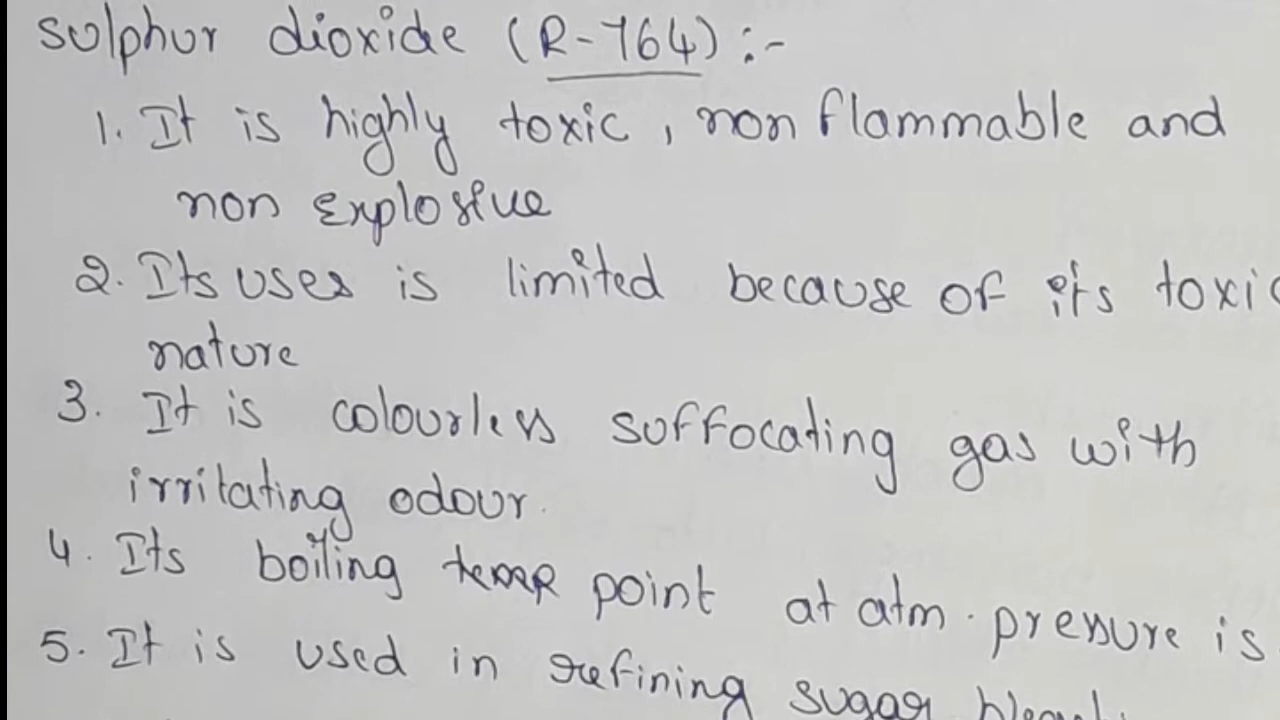 Sulphur dioxide (R-764) :-
1. It is highly toxic, non flammable and
non Explosive
2. Its uses is limited because of its toxic
nature
3. It is colourless suffocating gas with
irritating odour.
4. Its boiling point at atm. pressure is
5. It is used in refining sugar